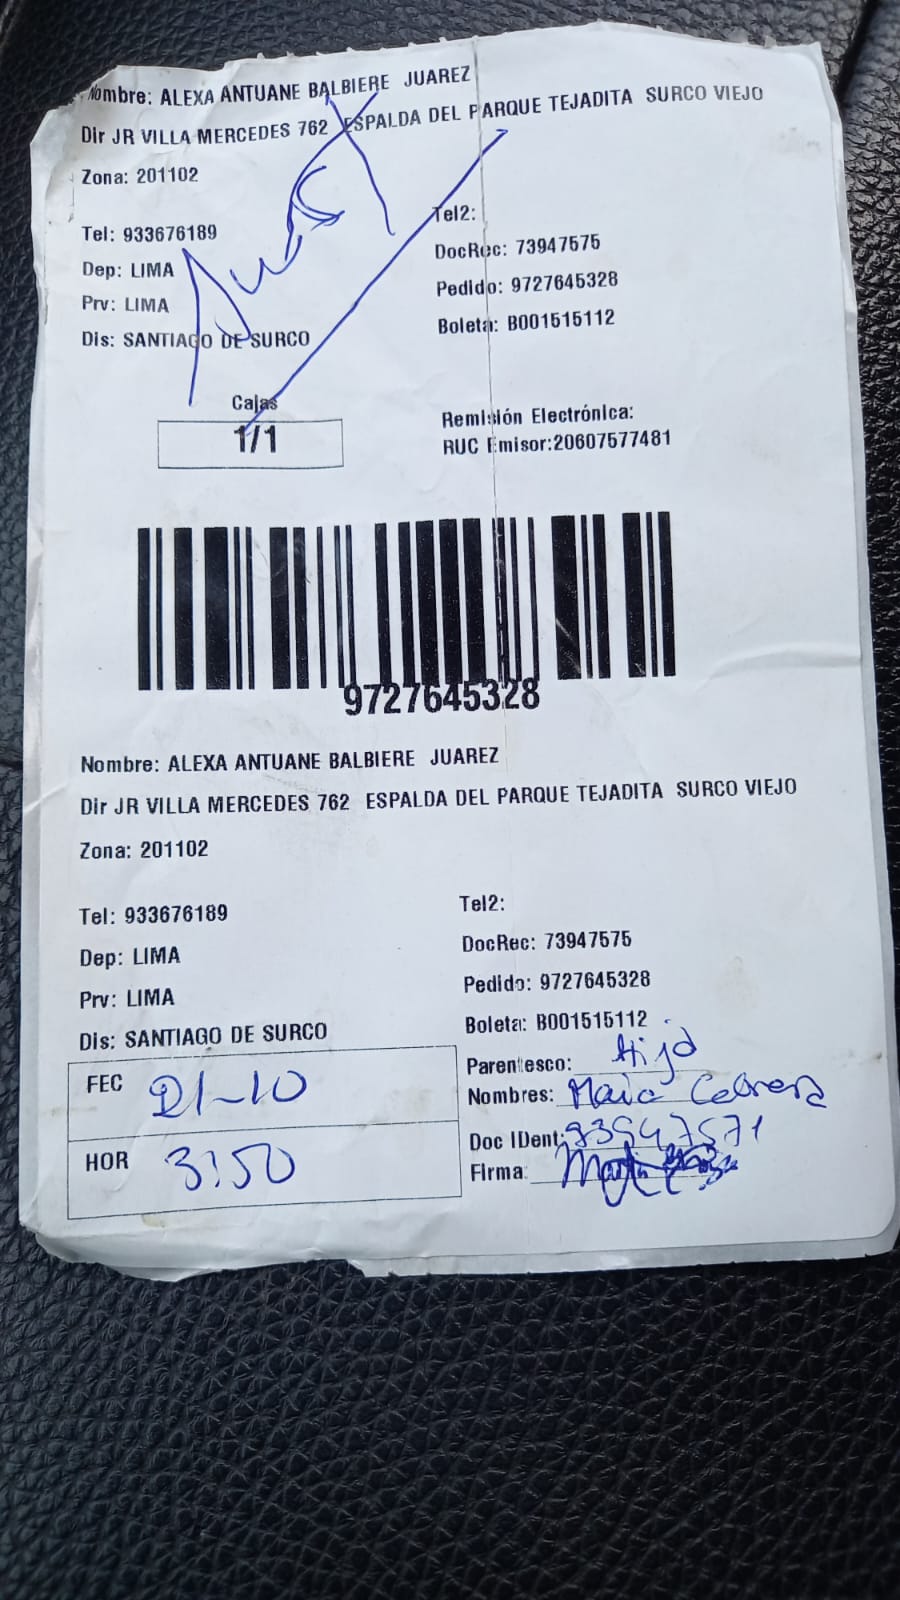 Nombre: ALEXA ANTUANE BALBIERE JUAREZ
Dir JR VILLA MERCEDES 762 ESPALDA DEL PARQUE TEJADITA SURCO VIEJO
Zona: 201102
Tel: 933676189
Dep: LIMA
Prv: LIMA
Dis: SANTIAGO DE SURCO
Tel2:
DocRec: 73947575
Pedido: 9727645328
Boleta: B001515112
Cajas
1/1
Remisión Electrónica:
RUC Emisor:20607577481
9727645328
Nombre: ALEXA ANTUANE BALBIERE JUAREZ
Dir JR VILLA MERCEDES 762 ESPALDA DEL PARQUE TEJADITA SURCO VIEJO
Zona: 201102
Tel: 933676189
Dep: LIMA
Prv: LIMA
Dis: SANTIAGO DE SURCO
Tel2:
DocRec: 73947575
Pedido: 9727645328
Boleta: B001515112
FEC 21-10
HOR 3:50
Parentesco: Hijo
Nombres: Cabrera
Doc IDent:
Firma: